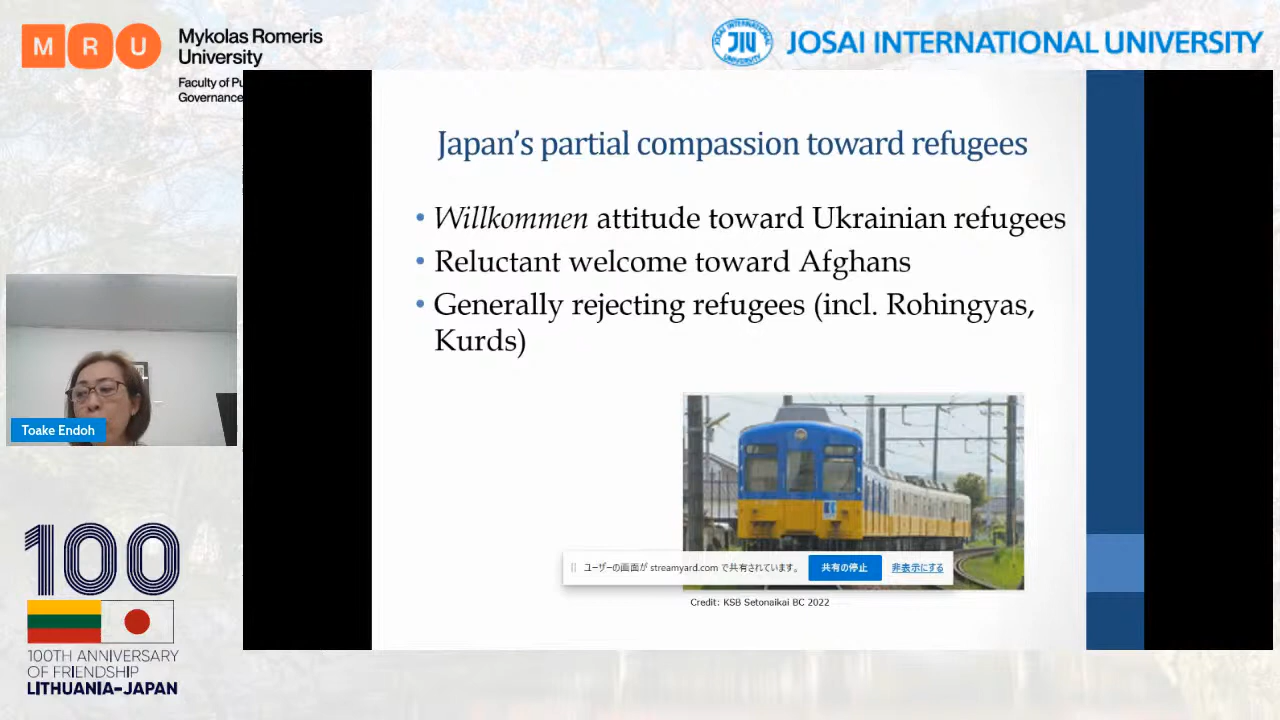 MRU
Mykolas Romeris
University
Faculty of Pu
Governance
JIU
JOSAI INTERNATIONAL UNIVERSITY
Japan's partial compassion toward refugees
• Willkommen attitude toward Ukrainian refugees
• Reluctant welcome toward Afghans
• Generally rejecting refugees (incl. Rohingyas,
Kurds)
Toake Endoh
ユーザーの画面が streamyard.com で共有されています。 共有の停止 非表示にする
Credit: KSB Setonaikai BC 2022
100
100TH ANNIVERSARY
OF FRIENDSHIP
LITHUANIA–JAPAN